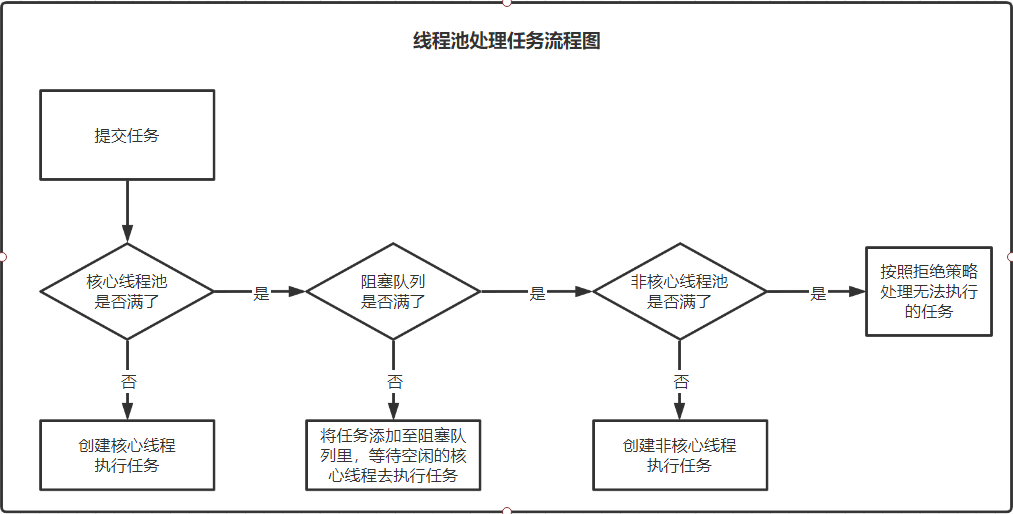 线程池处理任务流程图
提交任务
核心线程池
是否满了
是
阻塞队列
是否满了
是
非核心线程池
是否满了
是
按照拒绝策略
处理无法执行
的任务
否
否
否
创建核心线程
执行任务
将任务添加至阻塞队
列里，等待空闲的核
心线程去执行任务
创建非核心线程
执行任务